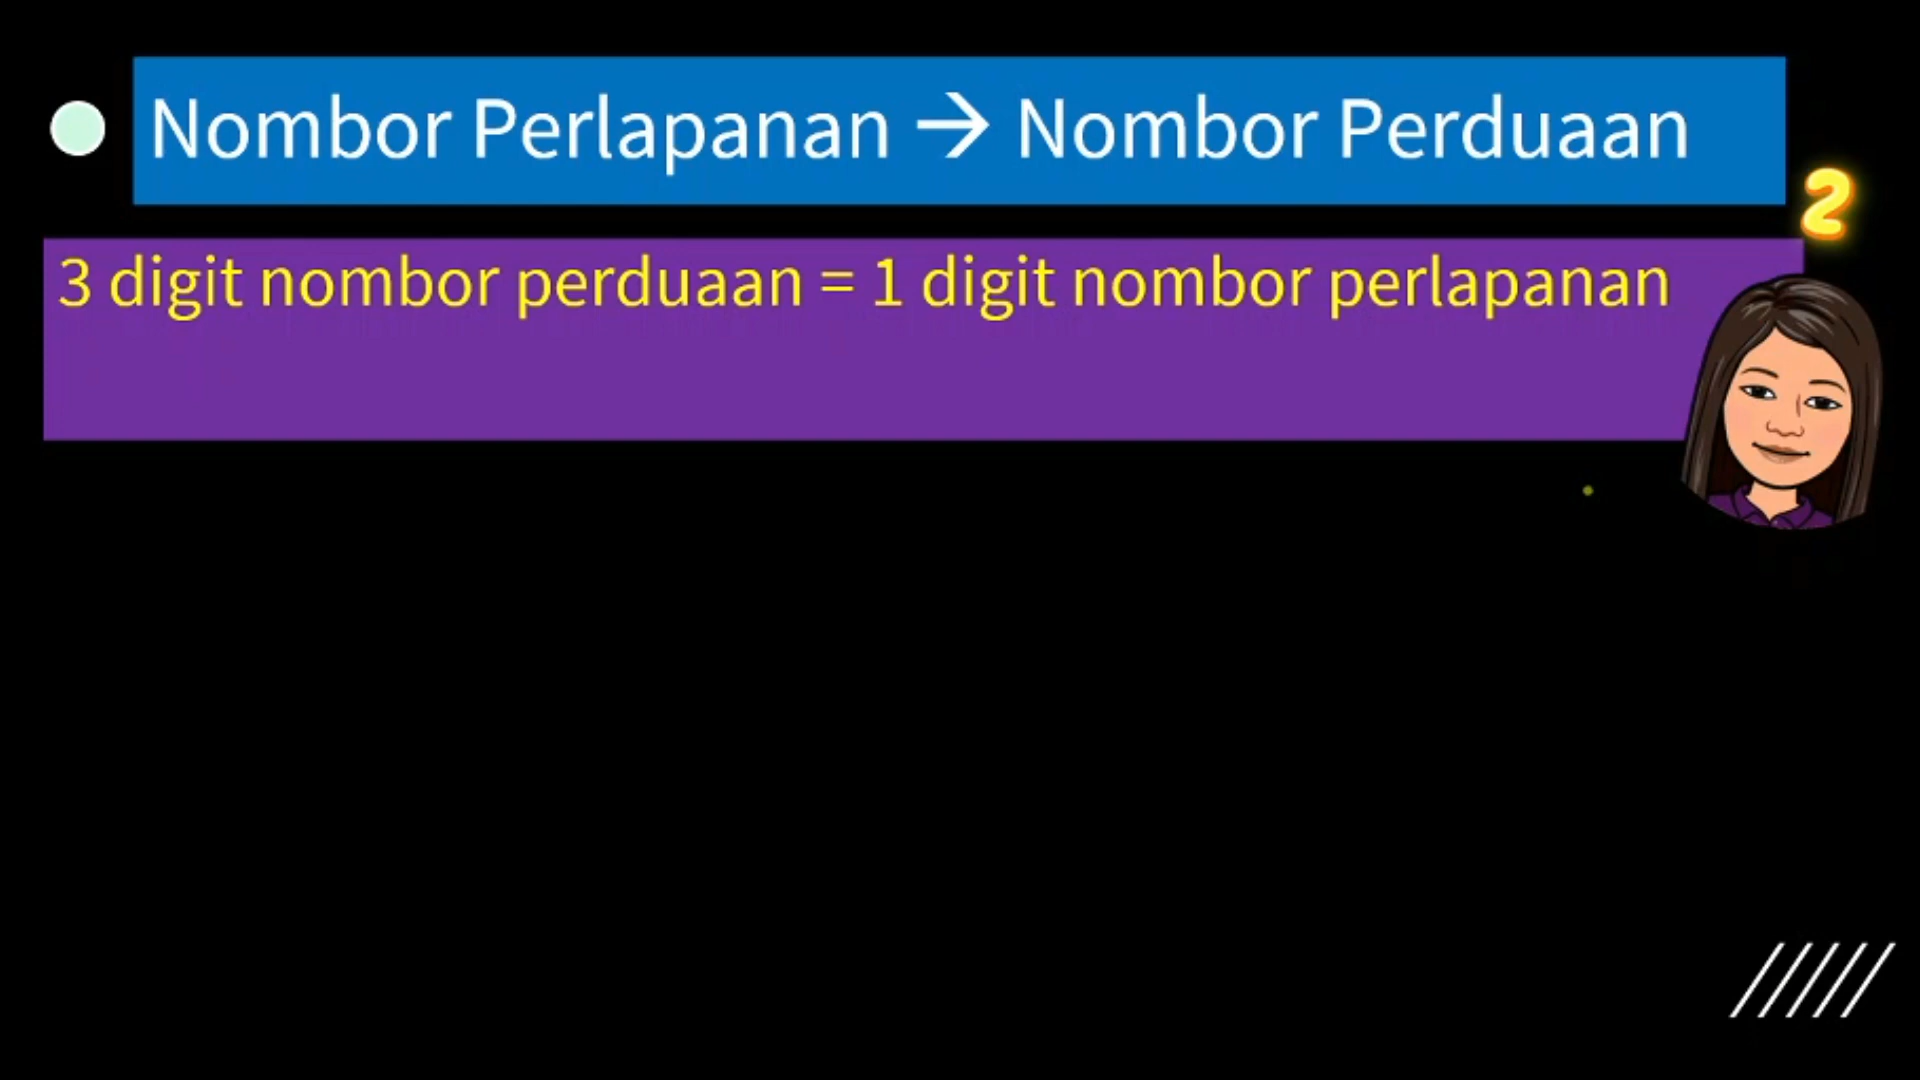 Nombor Perlapanan → Nombor Perduaan
2
3 digit nombor perduaan = 1 digit nombor perlapanan